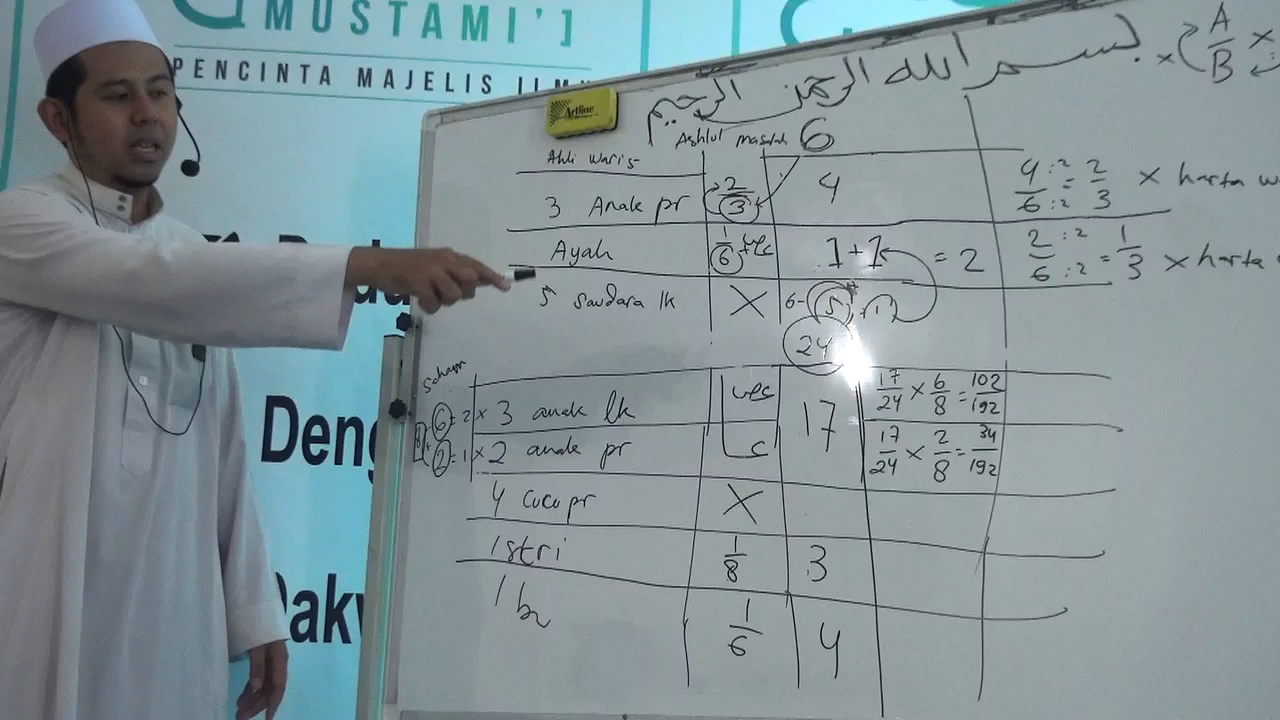 MUSTAMI']
PENCINTA MAJELIS ILMU
Artline
بسم الله الرحمن الرحيم
× A/B ×
Ashlul masalah 6
Ahli waris
3 Anak pr 2/3 4 4:2/6:2 = 2/3 × harta
Ayah 1/6 1+1 = 2 2:2/6:2 = 1/3 × harta
5 saudara lk X 6-5 1
24
Saham
6 = 2 × 3 anak lk 17 17/24 × 6/8 = 102/192
8
2 = 1 × 2 anak pr 17/24 × 2/8 = 34/192
4 cucu pr X
Istri 1/8 3
Ibu 1/6 4
Deng